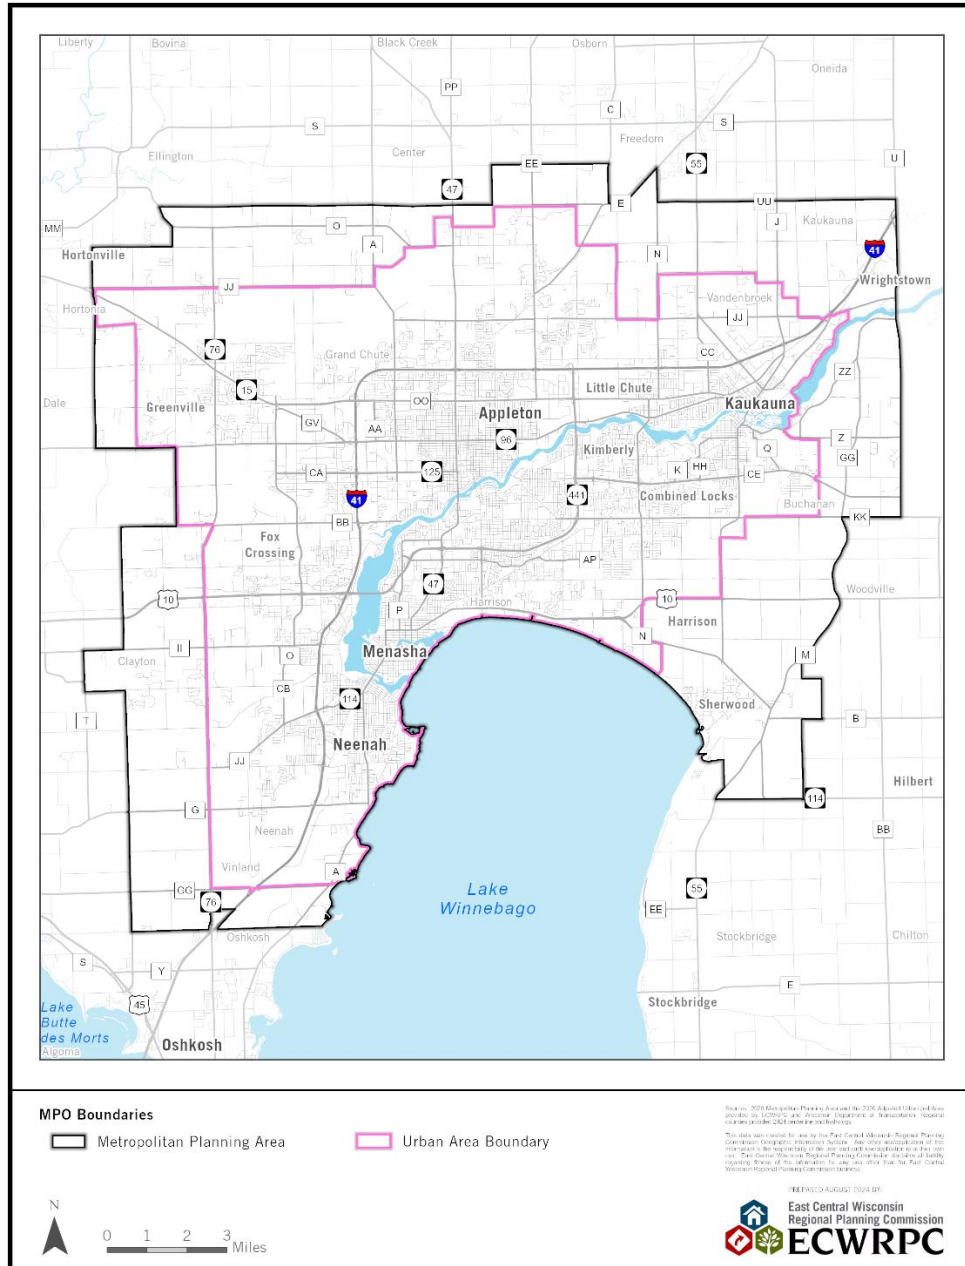 Liberty
Bovina
Black Creek
Osborn
Oneida
PP
C
S
S
Freedom
Center
Ellington
EE
55
U
47
E
UU
J
Kaukauna
MM
O
A
N
41
Hortonville
Wrightstown
JJ
Vandenbroek
Hortonia
JJ
76
Grand Chute
CC
Little Chute
ZZ
15
Dale
Greenville
OO
Appleton
Kaukauna
GV
AA
96
Kimberly
Z
Q
GG
CA
125
K
HH
CE
41
441
Combined Locks
Buchanan
BB
KK
Fox
Crossing
AP
47
Woodville
10
10
P
Harrison
Harrison
N
II
O
Menasha
M
Clayton
CB
114
Sherwood
T
B
Neenah
JJ
Hilbert
114
G
BB
Neenah
Vinland
A
GG
55
Lake
Winnebago
76
EE
Oshkosh
Stockbridge
Chilton
S
Y
E
45
Stockbridge
Lake
Butte
des Morts
Oshkosh
Algoma
MPO Boundaries
Metropolitan Planning Area
Urban Area Boundary
N
0 1 2 3
Miles
PREPARED AUGUST 2024 BY:
East Central Wisconsin
Regional Planning Commission
ECWRPC